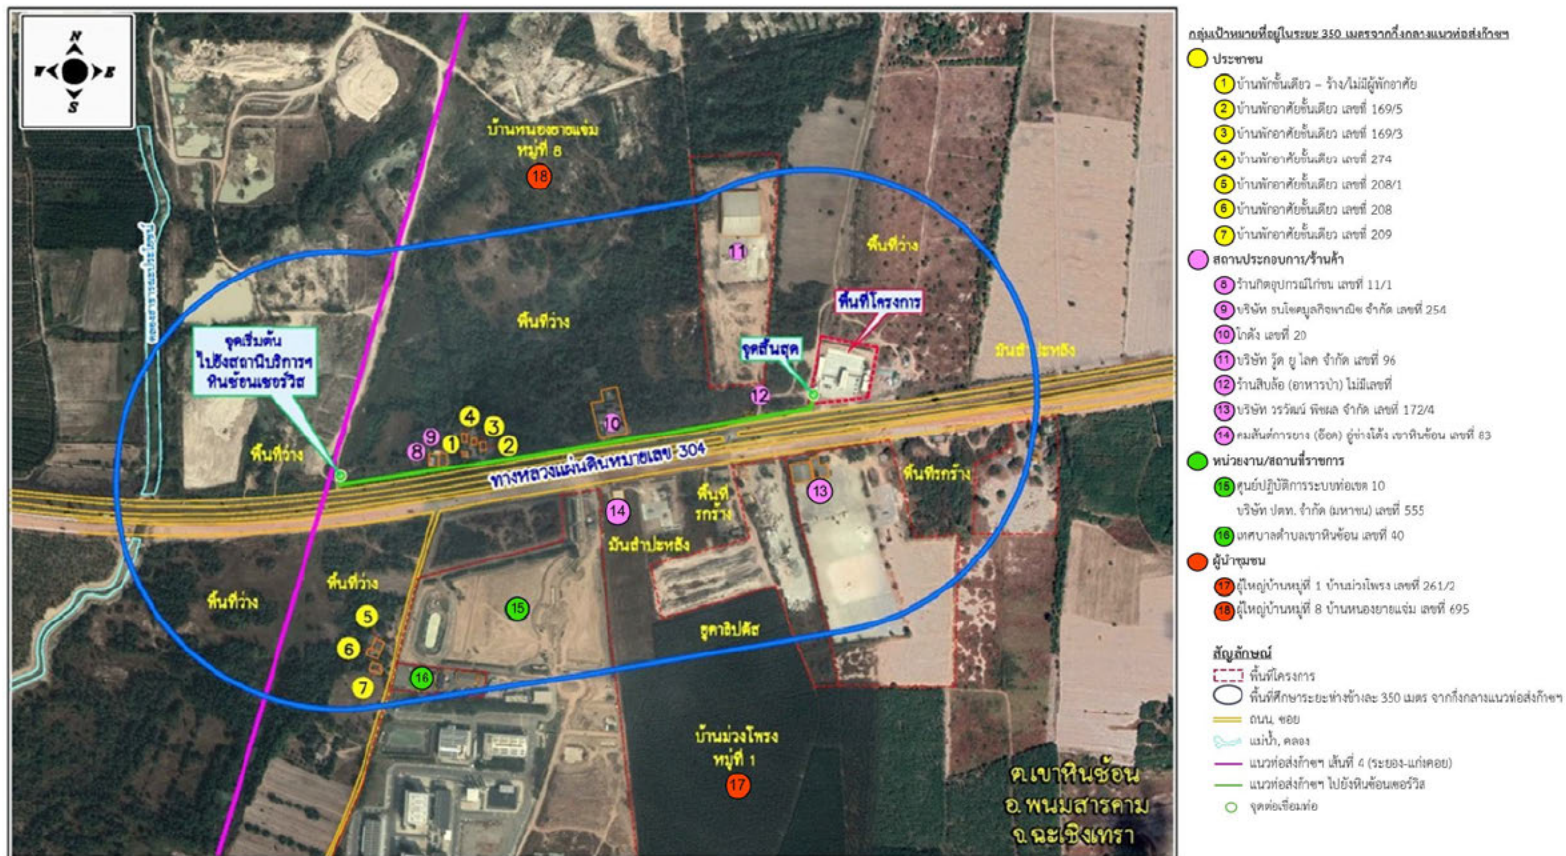 N
W E
S
บ้านหนองยายแจ่ม
หมู่ที่ 8
18
คลองสาธารณะประโยชน์
11
พื้นที่ว่าง
พื้นที่โครงการ
พื้นที่ว่าง
จุดเริ่มต้น
ไปยังสถานีบริการฯ
หินซ้อนเซอร์วิส
จุดสิ้นสุด
มันสำปะหลัง
12
4
10
9
3
8
1
2
พื้นที่ว่าง
ทางหลวงแผ่นดินหมายเลข 304
พื้นที่รกร้าง
พื้นที่
รกร้าง
13
14
มันสำปะหลัง
พื้นที่ว่าง
พื้นที่ว่าง
15
5
ยูคาลิปตัส
6
16
7
บ้านม่วงโพรง
หมู่ที่ 1
17
ต.เขาหินซ้อน
อ.พนมสารคาม
จ.ฉะเชิงเทรา
กลุ่มเป้าหมายที่อยู่ในระยะ 350 เมตรจากกึ่งกลางแนวท่อส่งก๊าซฯ
ประชาชน
1 บ้านพักชั้นเดียว – ร้าง/ไม่มีผู้พักอาศัย
2 บ้านพักอาศัยชั้นเดียว เลขที่ 169/5
3 บ้านพักอาศัยชั้นเดียว เลขที่ 169/3
4 บ้านพักอาศัยชั้นเดียว เลขที่ 274
5 บ้านพักอาศัยชั้นเดียว เลขที่ 208/1
6 บ้านพักอาศัยชั้นเดียว เลขที่ 208
7 บ้านพักอาศัยชั้นเดียว เลขที่ 209
สถานประกอบการ/ร้านค้า
8 ร้านกิตอุปกรณ์ไก่ชน เลขที่ 11/1
9 บริษัท ธนโชคมูลกิจพาณิช จำกัด เลขที่ 254
10 โกดัง เลขที่ 20
11 บริษัท วู้ด ยู ไลค จำกัด เลขที่ 96
12 ร้านสิบล้อ (อาหารป่า) ไม่มีเลขที่
13 บริษัท วรวัฒน์ พืชผล จำกัด เลขที่ 172/4
14 คมสันต์การยาง (อ๊อด) อู่ช่างโต้ง เขาหินซ้อน เลขที่ 83
หน่วยงาน/สถานที่ราชการ
15 ศูนย์ปฏิบัติการระบบท่อเขต 10
บริษัท ปตท. จำกัด (มหาชน) เลขที่ 555
16 เทศบาลตำบลเขาหินซ้อน เลขที่ 40
ผู้นำชุมชน
17 ผู้ใหญ่บ้านหมู่ที่ 1 บ้านม่วงโพรง เลขที่ 261/2
18 ผู้ใหญ่บ้านหมู่ที่ 8 บ้านหนองยายแจ่ม เลขที่ 695
สัญลักษณ์
พื้นที่โครงการ
พื้นที่ศึกษาระยะห่างข้างละ 350 เมตร จากกึ่งกลางแนวท่อส่งก๊าซฯ
ถนน, ซอย
แม่น้ำ, คลอง
แนวท่อส่งก๊าซฯ เส้นที่ 4 (ระยอง-แก่งคอย)
แนวท่อส่งก๊าซฯ ไปยังหินซ้อนเซอร์วิส
จุดต่อเชื่อมท่อ